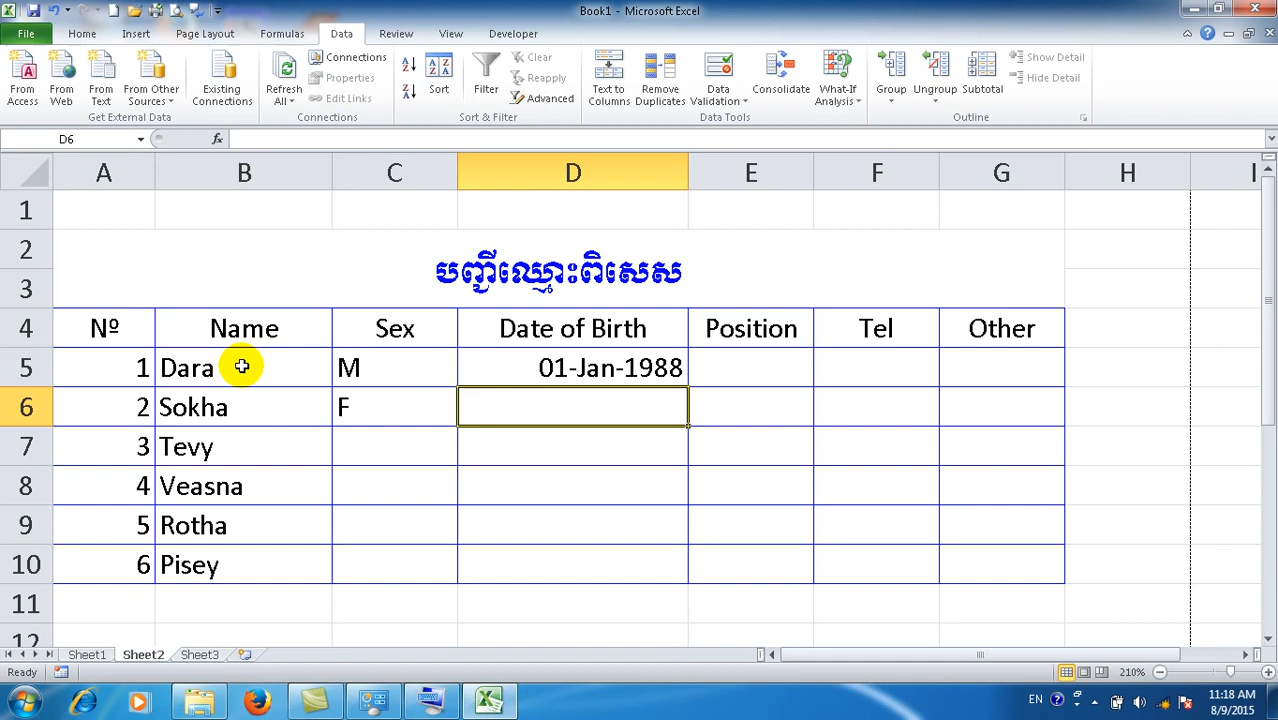 Book1 - Microsoft Excel
File Home Insert Page Layout Formulas Data Review View Developer
From Access
From Web
From Text
From Other Sources
Existing Connections
Get External Data
Refresh All
Connections
Properties
Edit Links
Connections
Sort
Filter
Clear
Reapply
Advanced
Sort & Filter
Text to Columns
Remove Duplicates
Data Validation
Consolidate
What-If Analysis
Data Tools
Group
Ungroup
Subtotal
Show Detail
Hide Detail
Outline
D6 fx
A B C D E F G H I
1
2
បញ្ជីឈ្មោះពិសេស
3
4 Nº Name Sex Date of Birth Position Tel Other
5 1 Dara M 01-Jan-1988
6 2 Sokha F
7 3 Tevy
8 4 Veasna
9 5 Rotha
10 6 Pisey
11
12
Sheet1 Sheet2 Sheet3
Ready 210%
EN 11:18 AM
8/9/2015